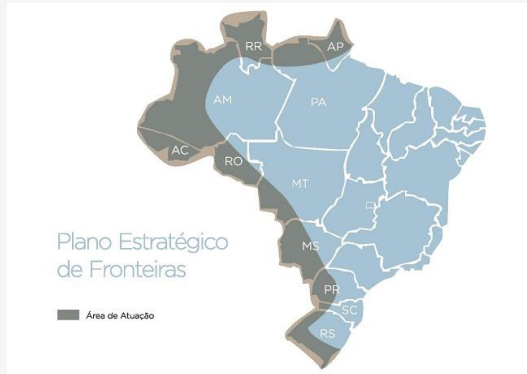 RR
AP
AM
PA
AC
RO
MT
MS
Plano Estratégico
de Fronteiras
PR
SC
Área de Atuação
RS